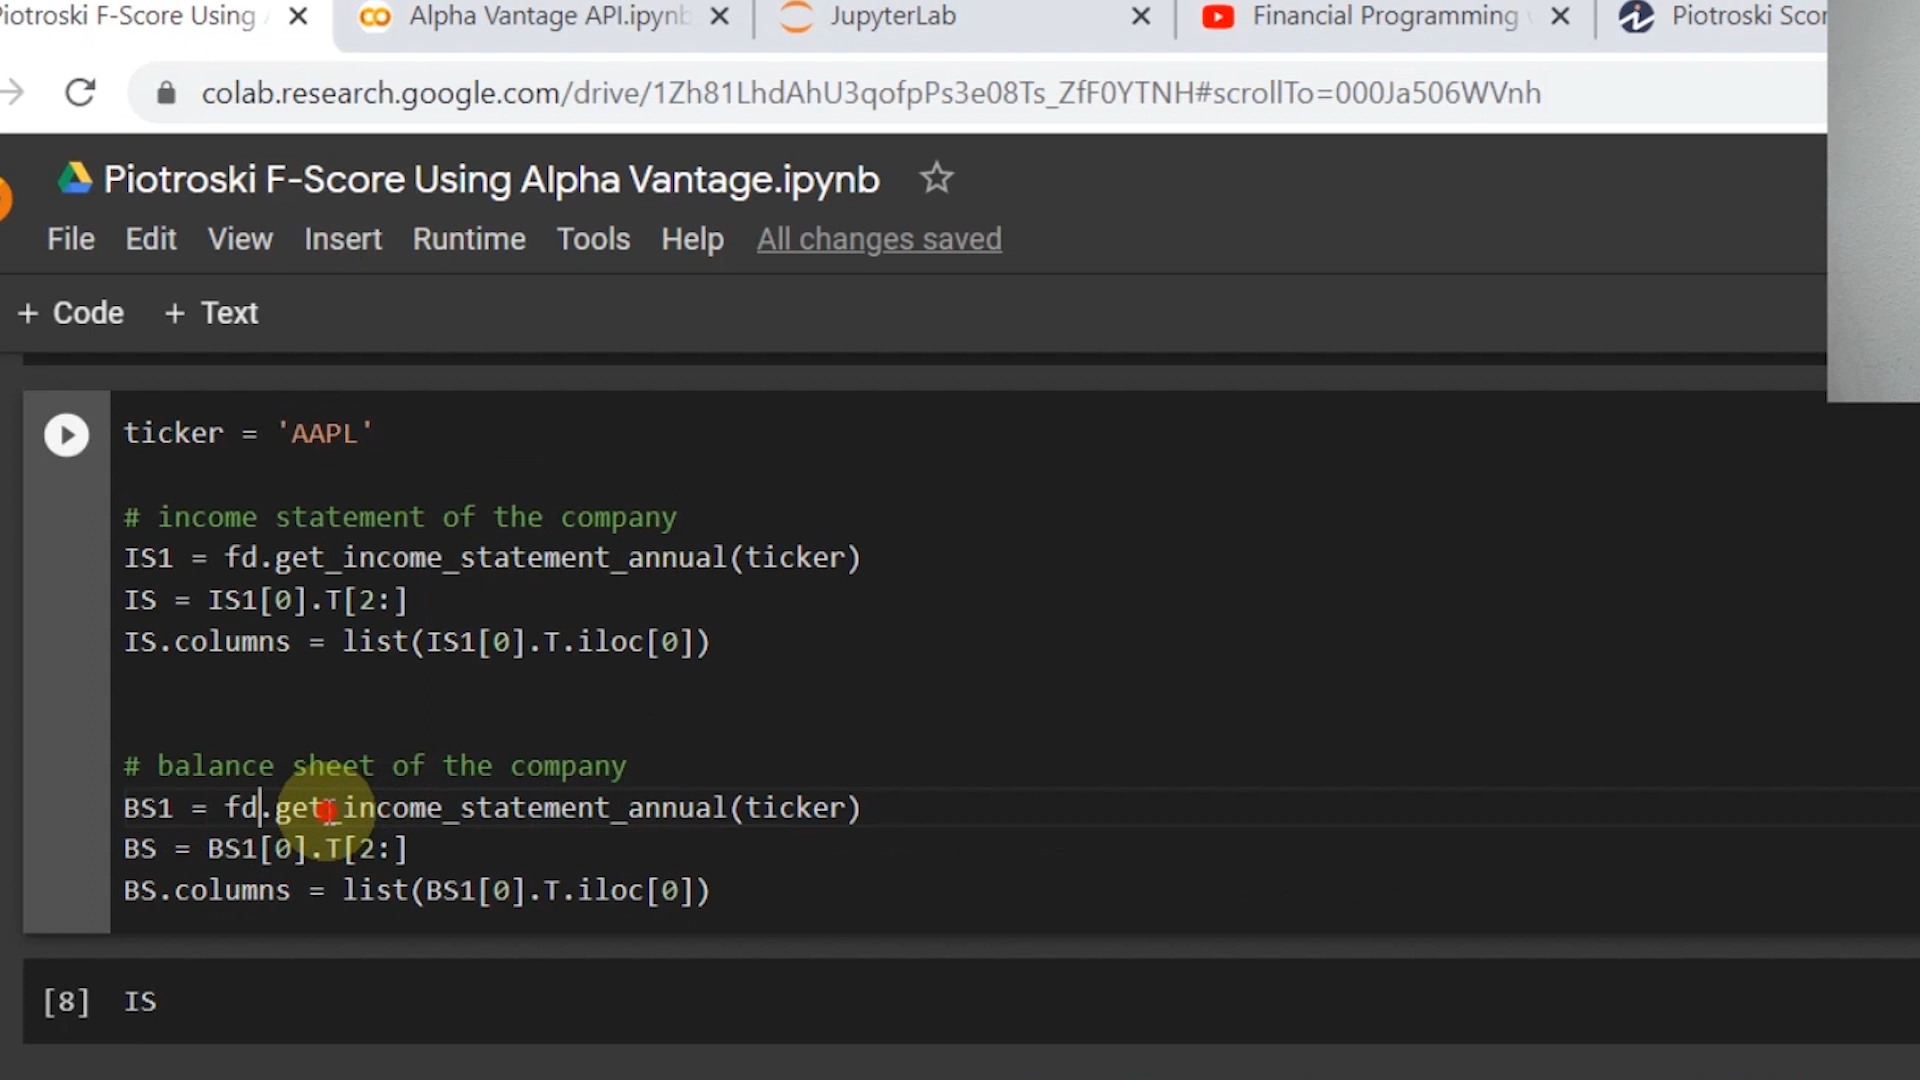 iotroski F-Score Using
Alpha Vantage API.ipynb
JupyterLab
Financial Programming
Piotroski Scor
colab.research.google.com/drive/1Zh81LhdAhU3qofpPs3e08Ts_ZfF0YTNH#scrollTo=000Ja506WVnh
Piotroski F-Score Using Alpha Vantage.ipynb
File Edit View Insert Runtime Tools Help All changes saved
+ Code + Text
ticker = 'AAPL'
# income statement of the company
IS1 = fd.get_income_statement_annual(ticker)
IS = IS1[0].T[2:]
IS.columns = list(IS1[0].T.iloc[0])
# balance sheet of the company
BS1 = fd.get_income_statement_annual(ticker)
BS = BS1[0].T[2:]
BS.columns = list(BS1[0].T.iloc[0])
[8] IS